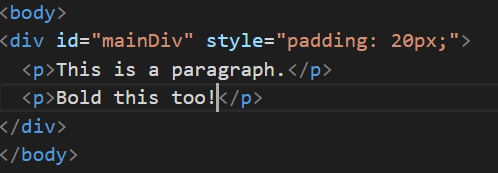 <body>
<div id="mainDiv" style="padding: 20px;">
<p>This is a paragraph.</p>
<p>Bold this too!</p>
</div>
</body>